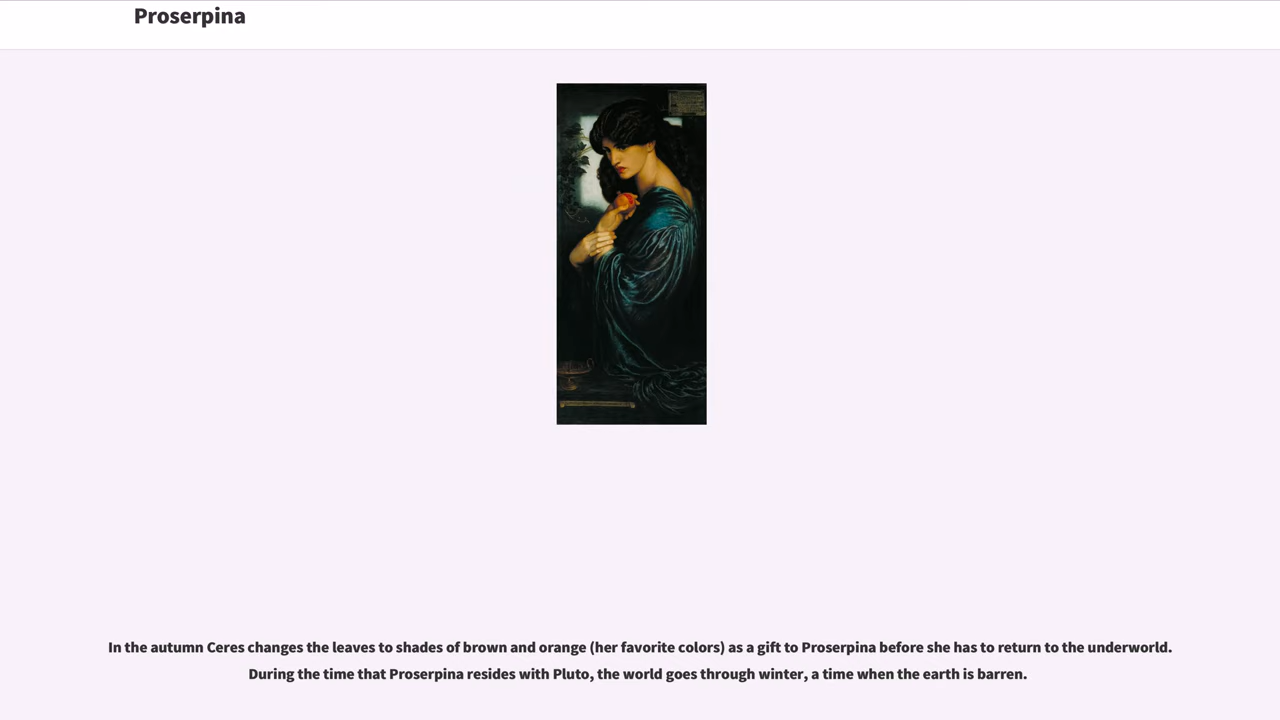 Proserpina
In the autumn Ceres changes the leaves to shades of brown and orange (her favorite colors) as a gift to Proserpina before she has to return to the underworld.
During the time that Proserpina resides with Pluto, the world goes through winter, a time when the earth is barren.